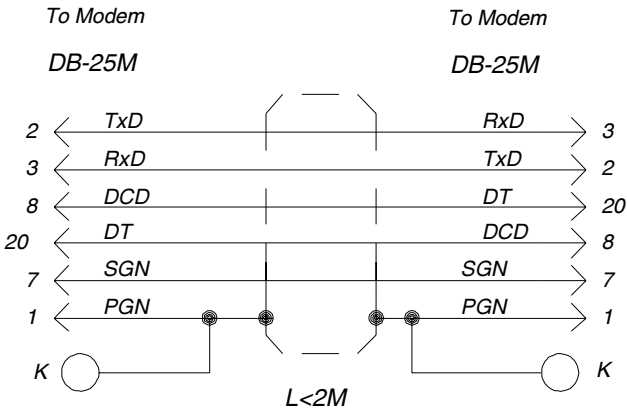 To Modem To Modem
DB-25M DB-25M
2 TxD RxD 3
3 RxD TxD 2
8 DCD DT 20
20 DT DCD 8
7 SGN SGN 7
1 PGN PGN 1
K K
L<2M